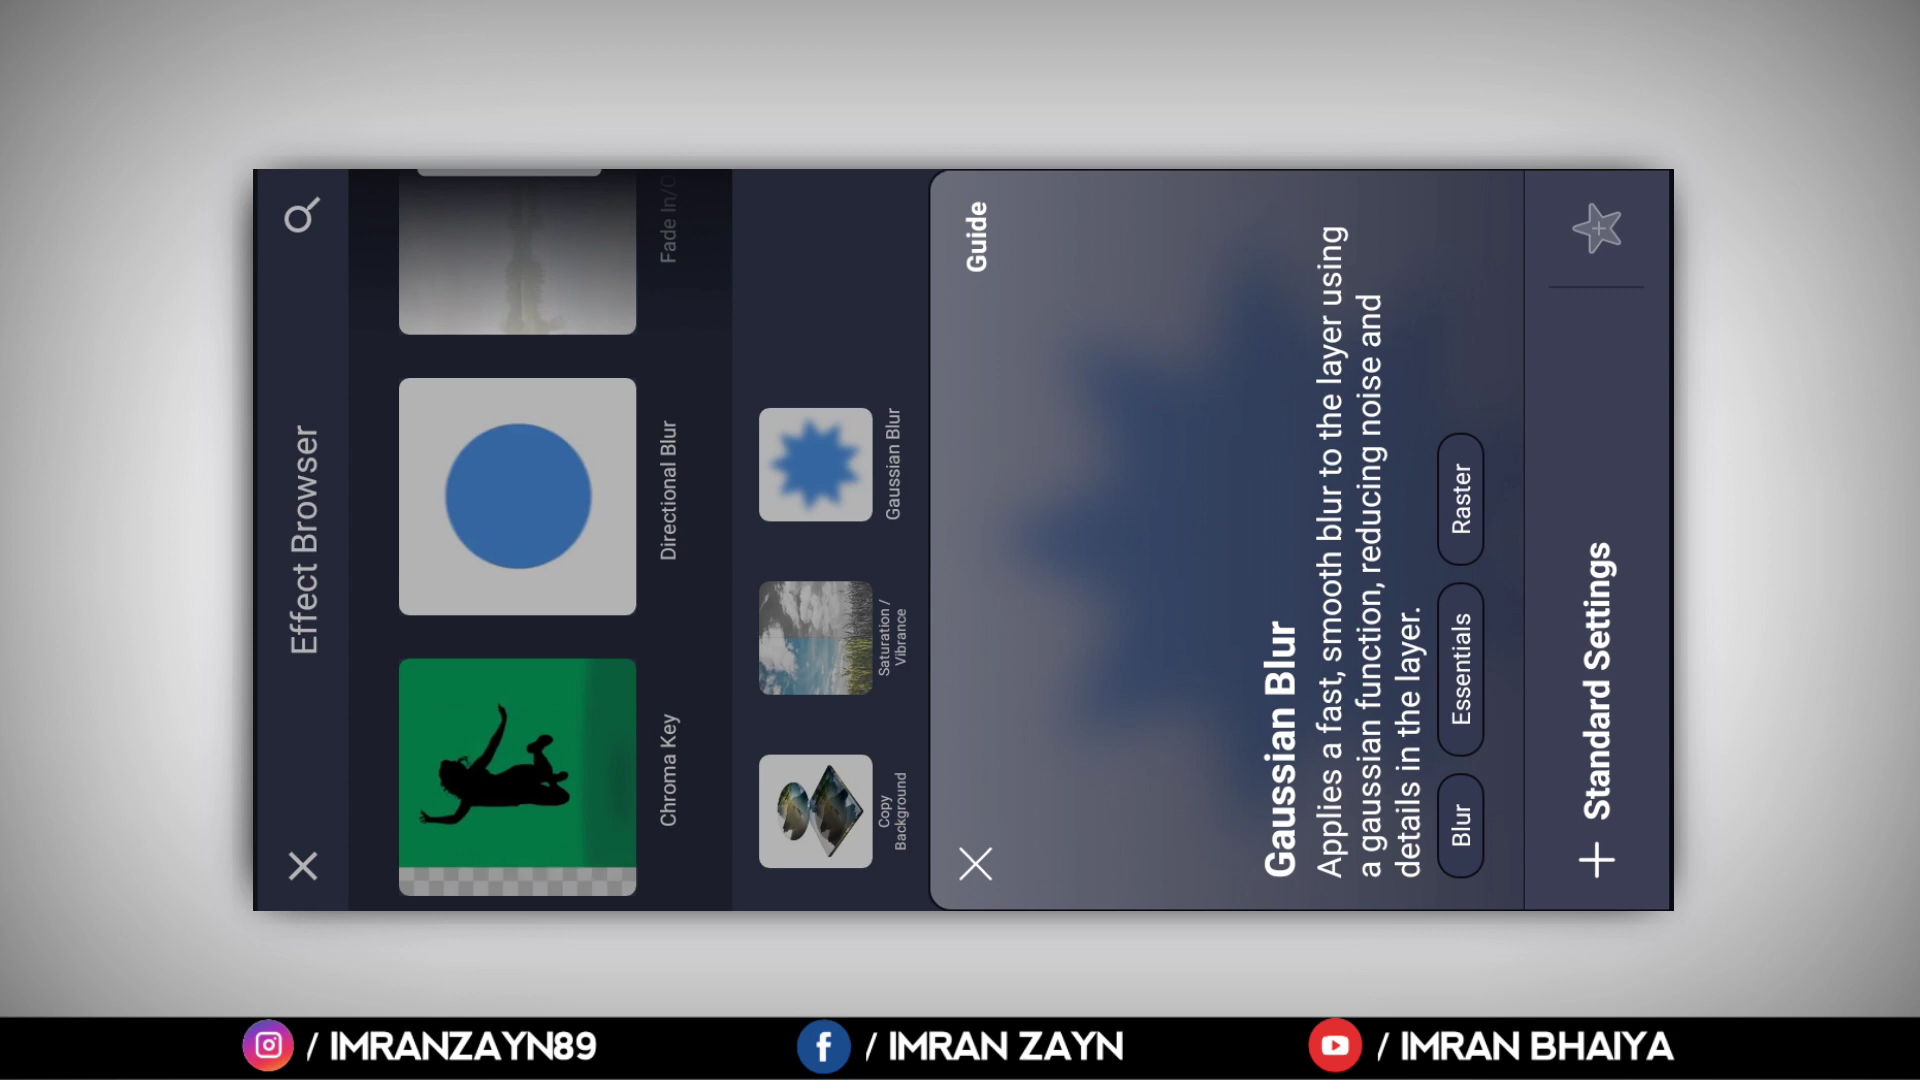 Effect Browser
Chroma Key
Directional Blur
Fade In/
Copy
Background
Saturation /
Vibrance
Gaussian Blur
Guide
Gaussian Blur
Applies a fast, smooth blur to the layer using
a gaussian function, reducing noise and
details in the layer.
Blur
Essentials
Raster
Standard Settings
/ IMRANZAYN89
/ IMRAN ZAYN
/ IMRAN BHAIYA